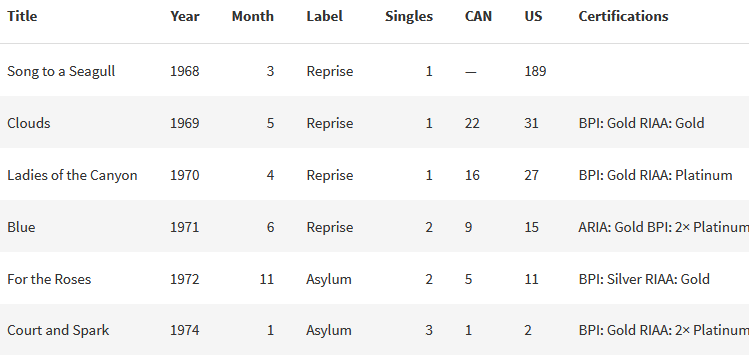 Title Year Month Label Singles CAN US Certifications
Song to a Seagull 1968 3 Reprise 1 — 189
Clouds 1969 5 Reprise 1 22 31 BPI: Gold RIAA: Gold
Ladies of the Canyon 1970 4 Reprise 1 16 27 BPI: Gold RIAA: Platinum
Blue 1971 6 Reprise 2 9 15 ARIA: Gold BPI: 2× Platinum
For the Roses 1972 11 Asylum 2 5 11 BPI: Silver RIAA: Gold
Court and Spark 1974 1 Asylum 3 1 2 BPI: Gold RIAA: 2× Platinum